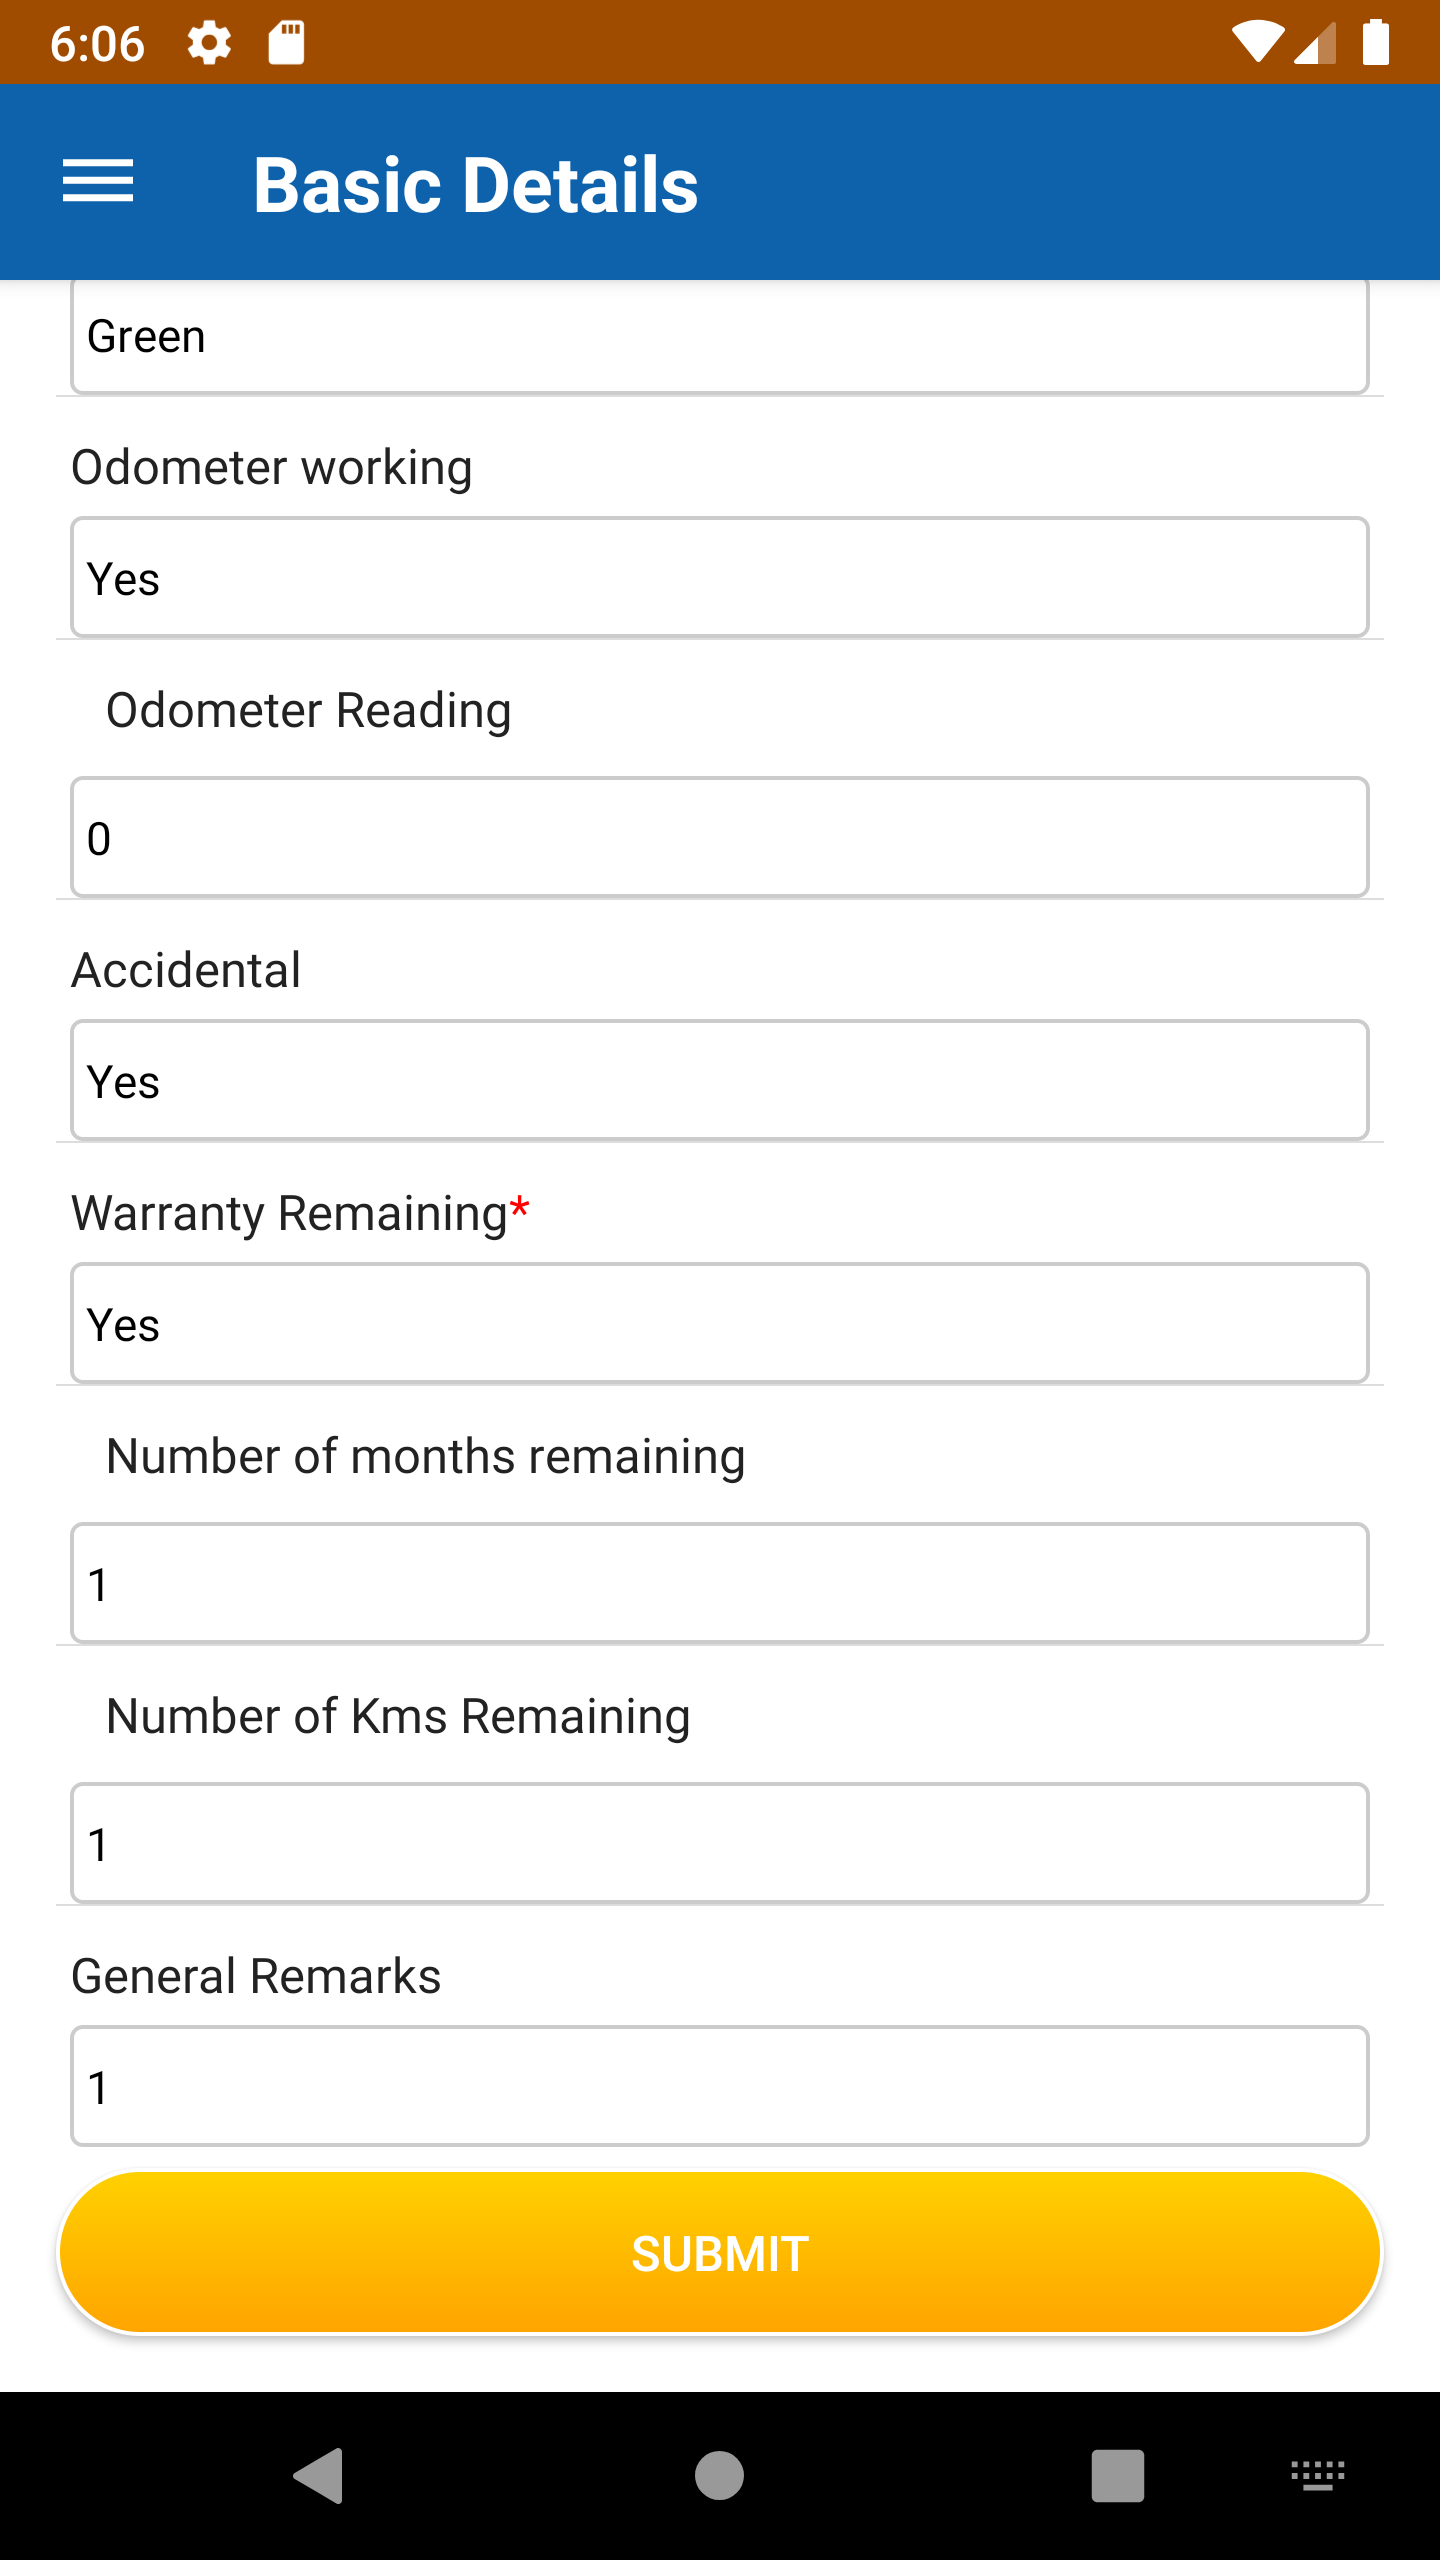 6:06
Basic Details
Green
Odometer working
Yes
Odometer Reading
0
Accidental
Yes
Warranty Remaining*
Yes
Number of months remaining
1
Number of Kms Remaining
1
General Remarks
1
SUBMIT